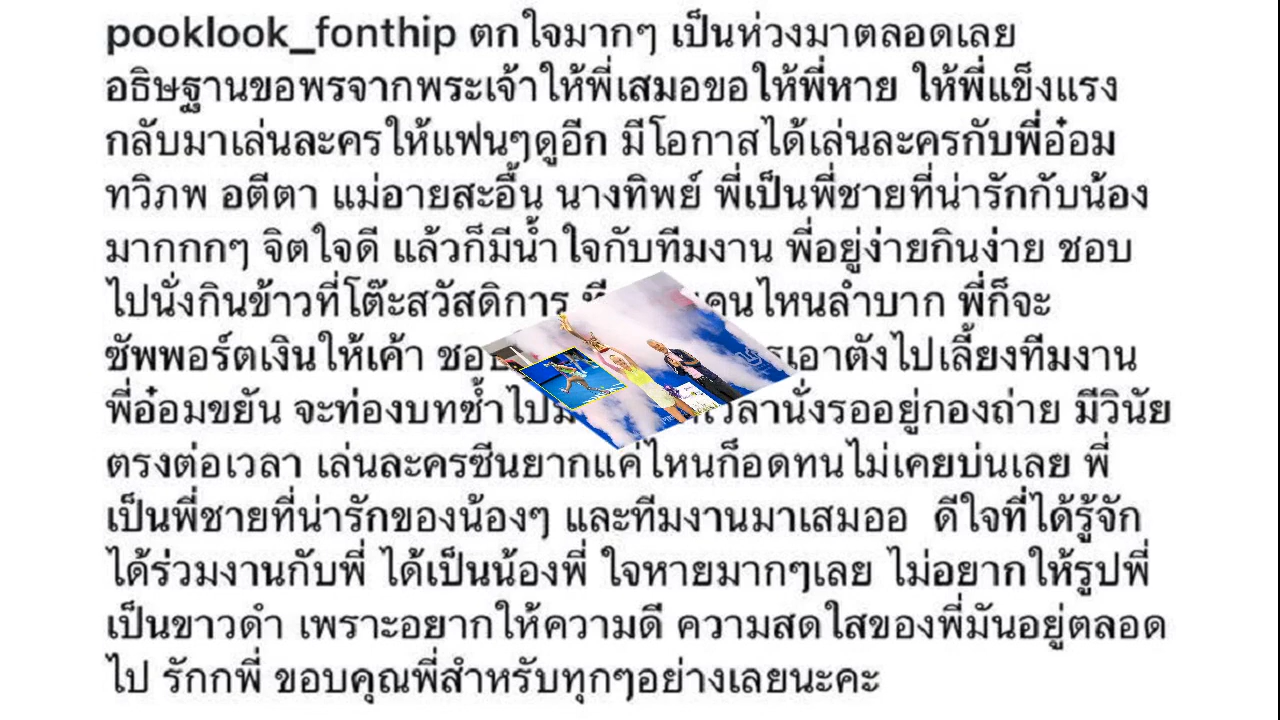 pooklook_fonthip ตกใจมากๆ เป็นห่วงมาตลอดเลย
อธิษฐานขอพรจากพระเจ้าให้พี่เสมอขอให้พี่หาย ให้พี่แข็งแรง
กลับมาเล่นละครให้แฟนๆดูอีก มีโอกาสได้เล่นละครกับพี่อ๋อม
ทวิภพ อตีตา แม่อายสะอื้น นางทิพย์ พี่เป็นพี่ชายที่น่ารักกับน้อง
มากกกๆ จิตใจดี แล้วก็มีน้ำใจกับทีมงาน พี่อยู่ง่ายกินง่าย ชอบ
ไปนั่งกินข้าวที่โต๊ะสวัสดิการ คนไหนลำบาก พี่ก็จะ
ซัพพอร์ตเงินให้เค้า เอาตังไปเลี้ยงทีมงาน
พี่อ๋อมขยัน จะท่องบทซ้ำไป นั่งรออยู่กองถ่าย มีวินัย
ตรงต่อเวลา เล่นละครซีนยากแค่ไหนก็อดทนไม่เคยบ่นเลย พี่
เป็นพี่ชายที่น่ารักของน้องๆ และทีมงานมาเสมออ ดีใจที่ได้รู้จัก
ได้ร่วมงานกับพี่ ได้เป็นน้องพี่ ใจหายมากๆเลย ไม่อยากให้รูปพี่
เป็นขาวดำ เพราะอยากให้ความดี ความสดใสของพี่มันอยู่ตลอด
ไป รักกพี่ ขอบคุณพี่สำหรับทุกๆอย่างเลยนะคะ